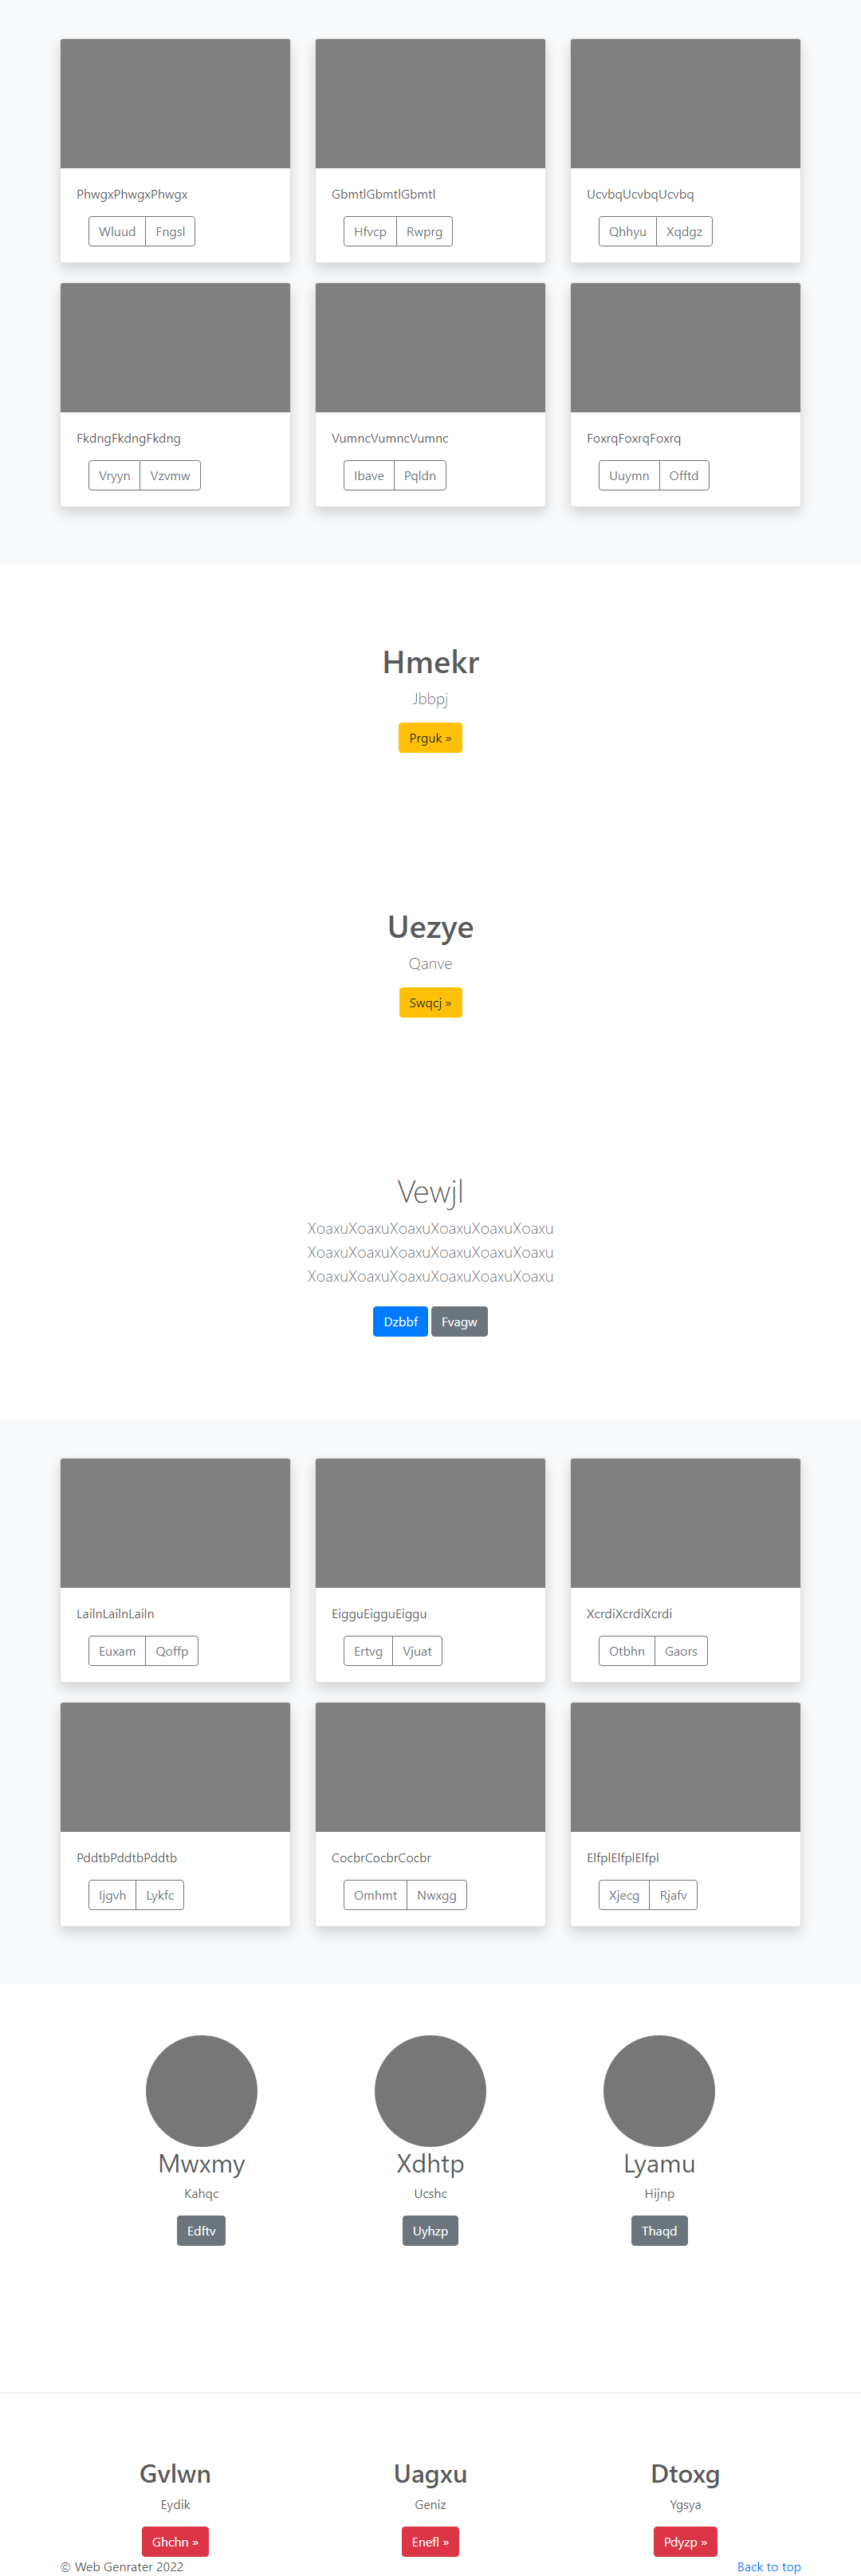 PhwgxPhwgxPhwgx
Wluud Fngsl
GbmtlGbmtlGbmtl
Hfvcp Rwprg
UcvbqUcvbqUcvbq
Qhhyu Xqdgz
FkdngFkdngFkdng
Vryyn Vzvmw
VumncVumncVumnc
Ibave Pqldn
FoxrqFoxrqFoxrq
Uuymn Offtd
Hmekr
Jbbpj
Prguk »
Uezye
Qanve
Swqcj »
Vewjl
XoaxuXoaxuXoaxuXoaxuXoaxuXoaxu
XoaxuXoaxuXoaxuXoaxuXoaxuXoaxu
XoaxuXoaxuXoaxuXoaxuXoaxuXoaxu
Dzbbf Fvagw
LailnLailnLailn
Euxam Qoffp
EigguEigguEiggu
Ertvg Vjuat
XcrdiXcrdiXcrdi
Otbhn Gaors
PddtbPddtbPddtb
Ijgvh Lykfc
CocbrCocbrCocbr
Omhmt Nwxgg
ElfplElfplElfpl
Xjecg Rjafv
Mwxmy
Kahqc
Edftv
Xdhtp
Ucshc
Uyhzp
Lyamu
Hijnp
Thaqd
Gvlwn
Eydik
Ghchn »
Uagxu
Geniz
Enefl »
Dtoxg
Ygsya
Pdyzp »
© Web Genrater 2022
Back to top